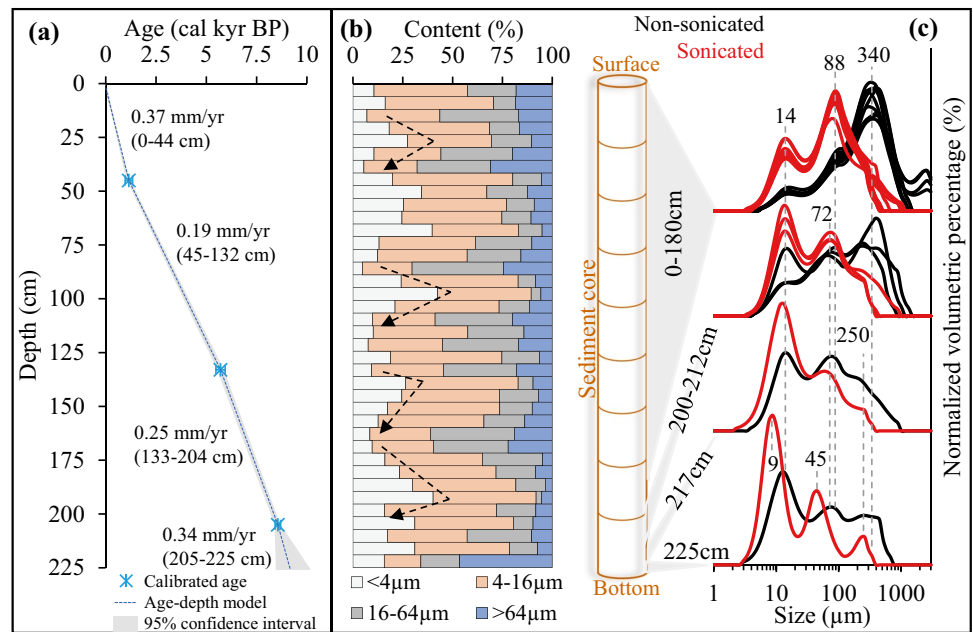 (a)
Age (cal kyr BP)
0 2.5 5 7.5 10
Depth (cm)
0
25
50
75
100
125
150
175
200
225
0.37 mm/yr
(0-44 cm)
0.19 mm/yr
(45-132 cm)
0.25 mm/yr
(133-204 cm)
0.34 mm/yr
(205-225 cm)
Calibrated age
Age-depth model
95% confidence interval
(b)
Content (%)
0 25 50 75 100
<4μm
4-16μm
16-64μm
>64μm
Surface
Sediment core
Bottom
0-180cm
200-212cm
217cm
225cm
(c)
Non-sonicated
Sonicated
340
88
14
72
250
9
45
Normalized volumetric percentage (%)
1 10 100 1000
Size (μm)